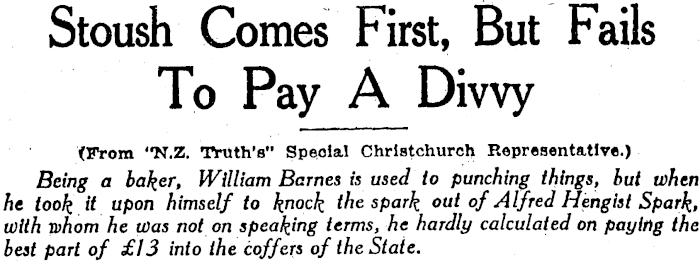 Stoush Comes First, But Fails
To Pay A Divvy
(From "N.Z. Truth's" Special Christchurch Representative.)
Being a baker, William Barnes is used to punching things, but when
he took it upon himself to knock the spark out of Alfred Hengist Spark,
with whom he was not on speaking terms, he hardly calculated on paying the
best part of £13 into the coffers of the State.